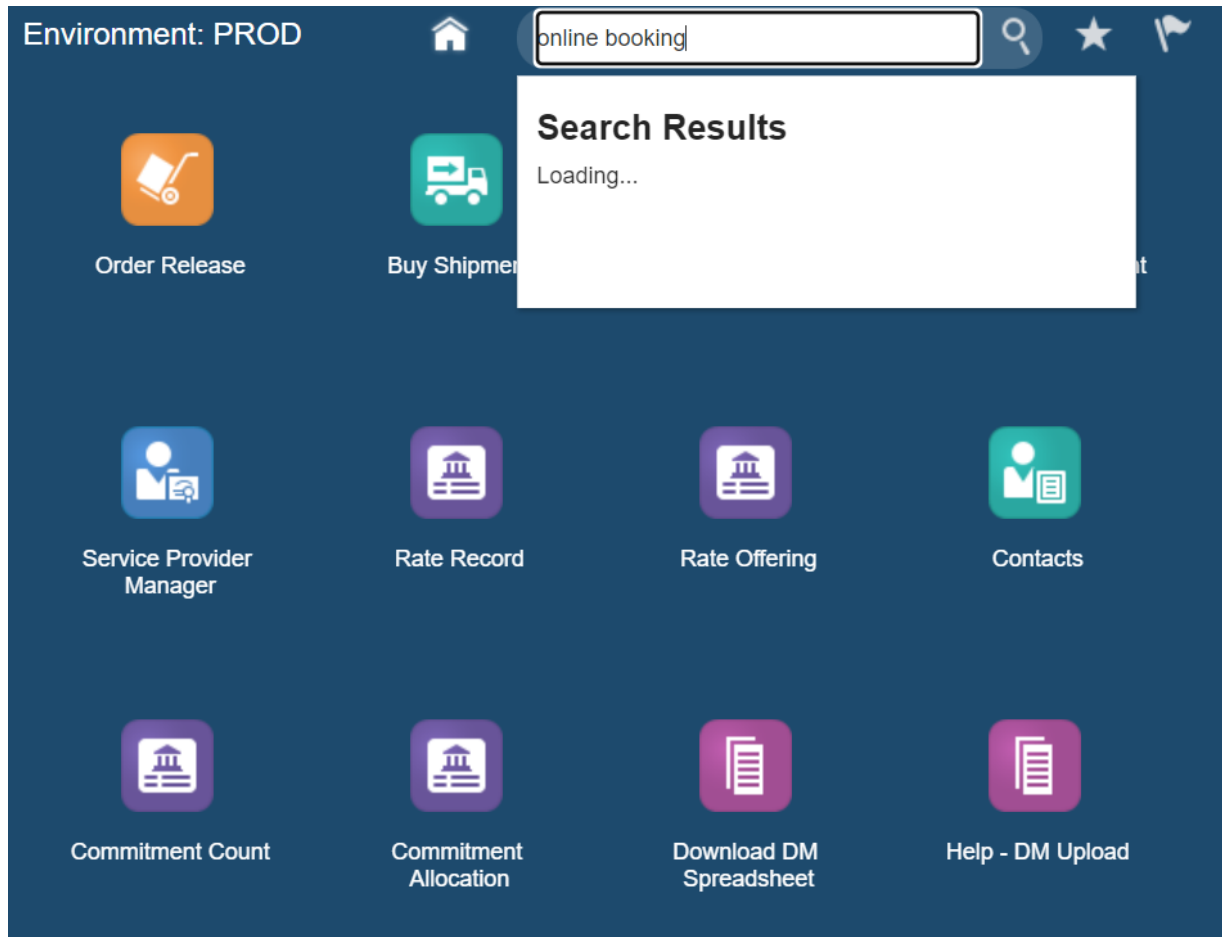 Environment: PROD
online booking
Search Results
Loading...
Order Release
Buy Shipmen
nt
Service Provider
Manager
Rate Record
Rate Offering
Contacts
Commitment Count
Commitment
Allocation
Download DM
Spreadsheet
Help - DM Upload